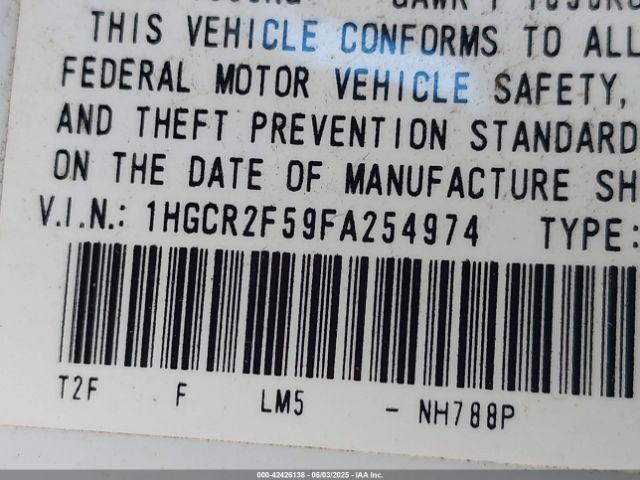 THIS VEHICLE CONFORMS TO ALL
FEDERAL MOTOR VEHICLE SAFETY,
AND THEFT PREVENTION STANDARD
ON THE DATE OF MANUFACTURE SH
V.I.N.: 1HGCR2F59FA254974 TYPE:
T2F F LM5 - NH788P
000-42426138 - 06/03/2025 - IAA Inc.